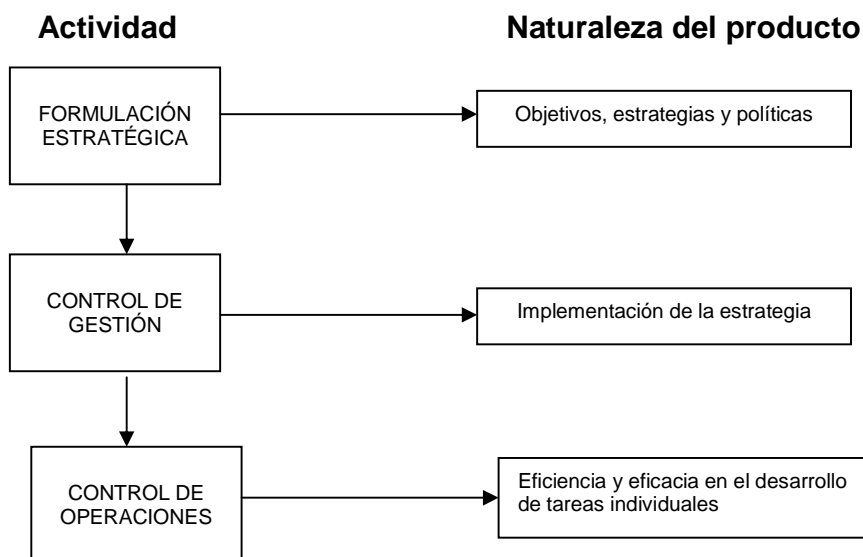 Actividad
Naturaleza del producto
FORMULACIÓN
ESTRATÉGICA
Objetivos, estrategias y políticas
CONTROL DE
GESTIÓN
Implementación de la estrategia
CONTROL DE
OPERACIONES
Eficiencia y eficacia en el desarrollo
de tareas individuales